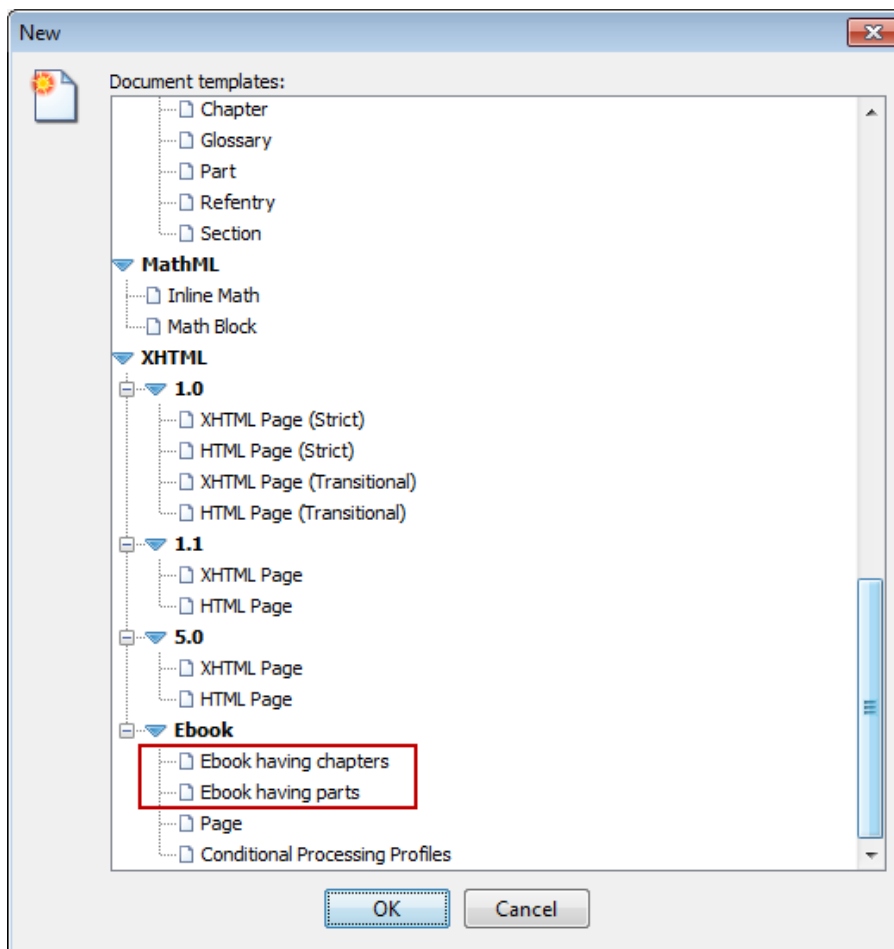 New
Document templates:
Chapter
Glossary
Part
Refentry
Section
MathML
Inline Math
Math Block
XHTML
1.0
XHTML Page (Strict)
HTML Page (Strict)
XHTML Page (Transitional)
HTML Page (Transitional)
1.1
XHTML Page
HTML Page
5.0
XHTML Page
HTML Page
Ebook
Ebook having chapters
Ebook having parts
Page
Conditional Processing Profiles
OK Cancel